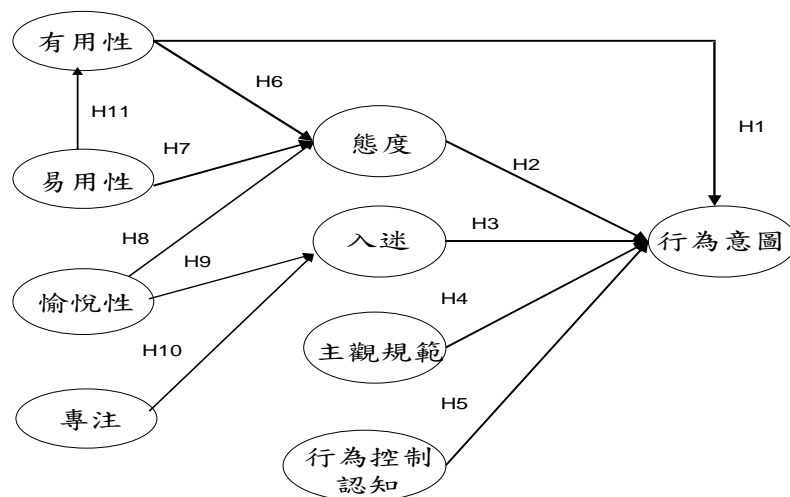 有用性
H6
H11
H1
態度
H7
H2
易用性
H8
入迷
H3
行為意圖
H9
愉悅性
H4
H10
主觀規範
H5
專注
行為控制
認知